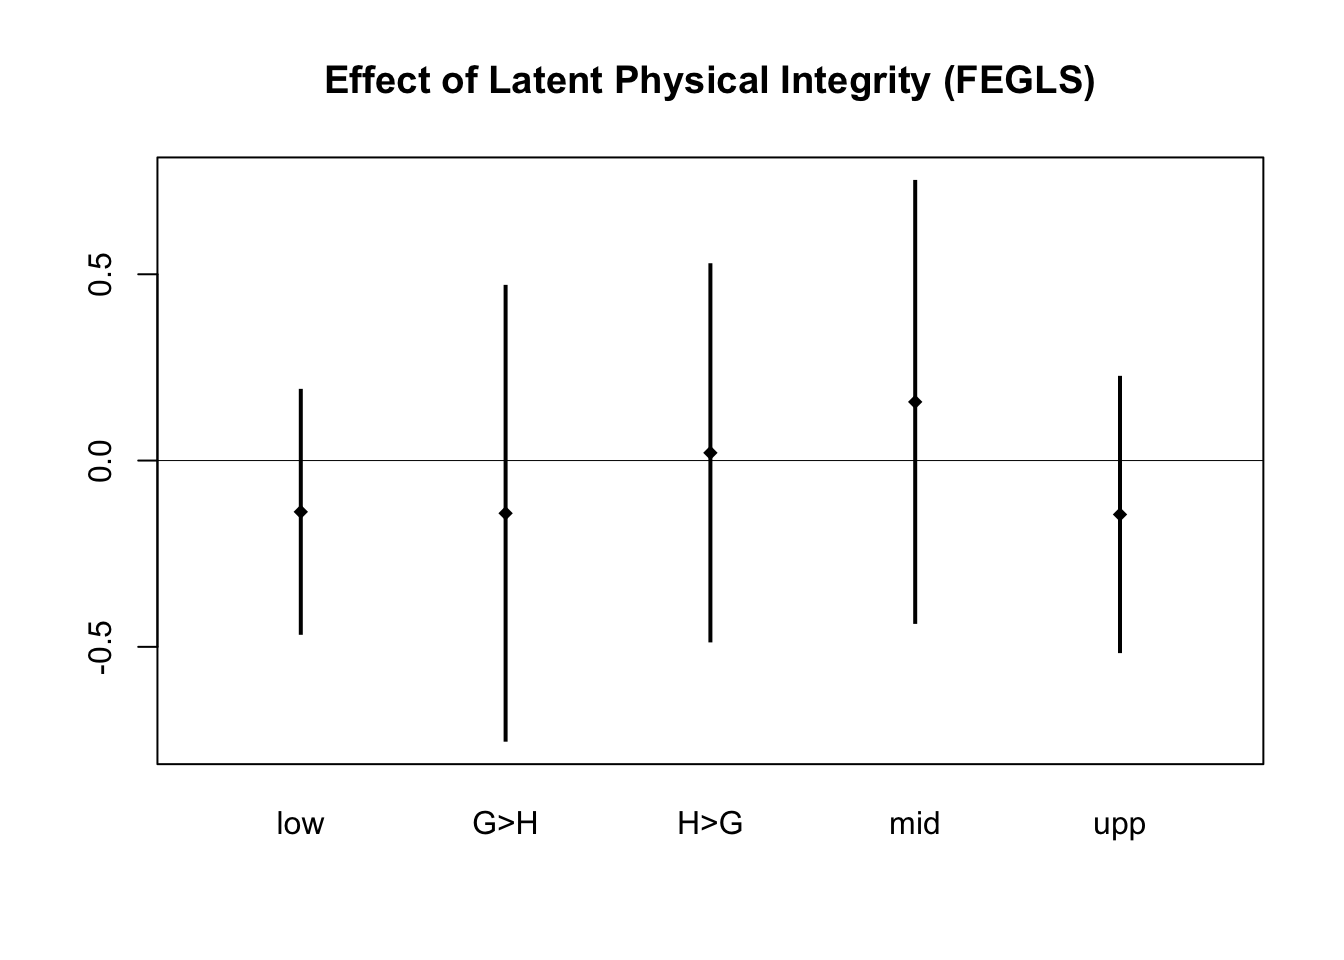 Effect of Latent Physical Integrity (FEGLS)
0.5
0.0
-0.5
low G>H H>G mid upp